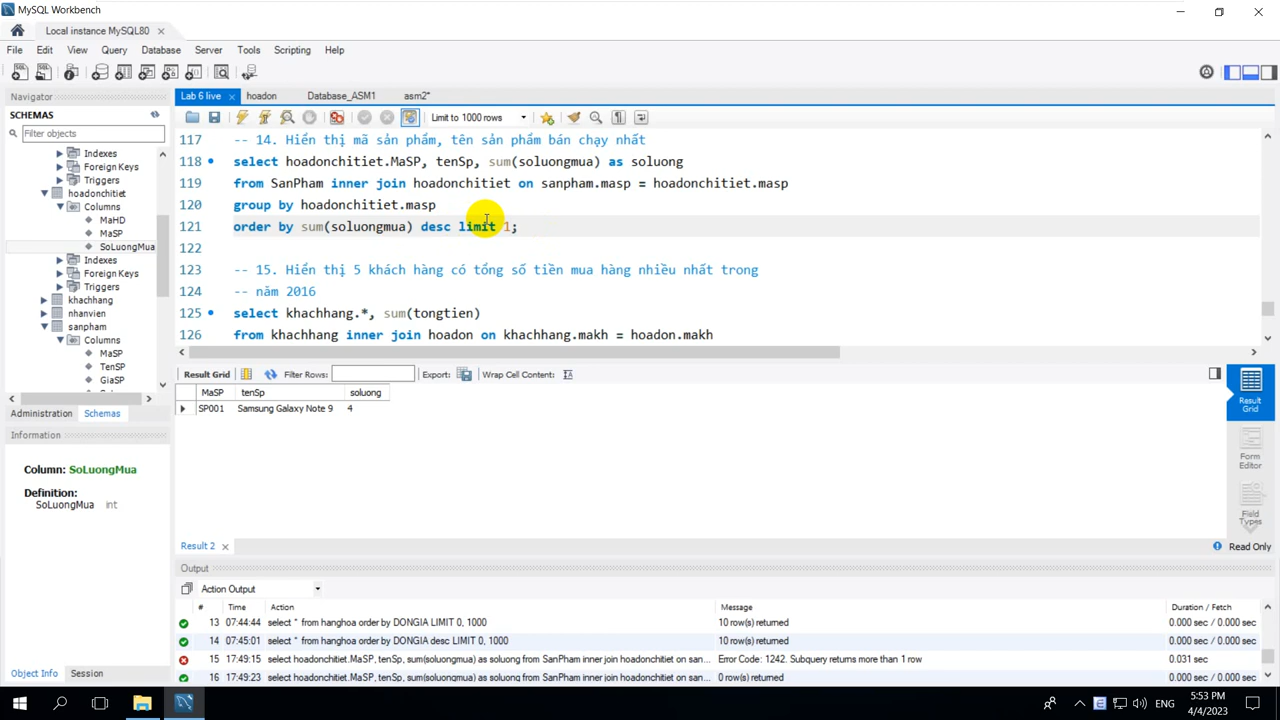 MySQL Workbench
Local instance MySQL80
File Edit View Query Database Server Tools Scripting Help
Navigator
SCHEMAS
Filter objects
Indexes
Foreign Keys
Triggers
hoadonchitiet
Columns
MaHD
MaSP
SoLuongMua
Indexes
Foreign Keys
Triggers
khachhang
nhanvien
sanpham
Columns
MaSP
TenSP
GiaSP
Administration Schemas
Information
Column: SoLuongMua
Definition:
SoLuongMua int
Object Info Session
Lab 6 live hoadon Database_ASM1 asm2*
Limit to 1000 rows
117 -- 14. Hiển thị mã sản phẩm, tên sản phẩm bán chạy nhất
118 select hoadonchitiet.MaSP, tenSp, sum(soluongmua) as soluong
119 from SanPham inner join hoadonchitiet on sanpham.masp = hoadonchitiet.masp
120 group by hoadonchitiet.masp
121 order by sum(soluongmua) desc limit 1;
122
123 -- 15. Hiển thị 5 khách hàng có tổng số tiền mua hàng nhiều nhất trong
124 -- năm 2016
125 select khachhang.*, sum(tongtien)
126 from khachhang inner join hoadon on khachhang.makh = hoadon.makh
Result Grid Filter Rows: Export: Wrap Cell Content:
MaSP tenSp soluong
SP001 Samsung Galaxy Note 9 4
Result Grid
Form Editor
Field Types
Result 2
Read Only
Output
Action Output
# Time Action Message Duration / Fetch
13 07:44:44 select * from hanghoa order by DONGIA LIMIT 0, 1000 10 row(s) returned 0.000 sec / 0.000 sec
14 07:45:01 select * from hanghoa order by DONGIA desc LIMIT 0, 1000 10 row(s) returned 0.000 sec / 0.000 sec
15 17:49:15 select hoadonchitiet.MaSP, tenSp, sum(soluongmua) as soluong from SanPham inner join hoadonchitiet on san... Error Code: 1242. Subquery returns more than 1 row 0.031 sec
16 17:49:23 select hoadonchitiet.MaSP, tenSp, sum(soluongmua) as soluong from SanPham inner join hoadonchitiet on sanp... 0 row(s) returned 0.000 sec / 0.000 sec
ENG
5:53 PM
4/4/2023